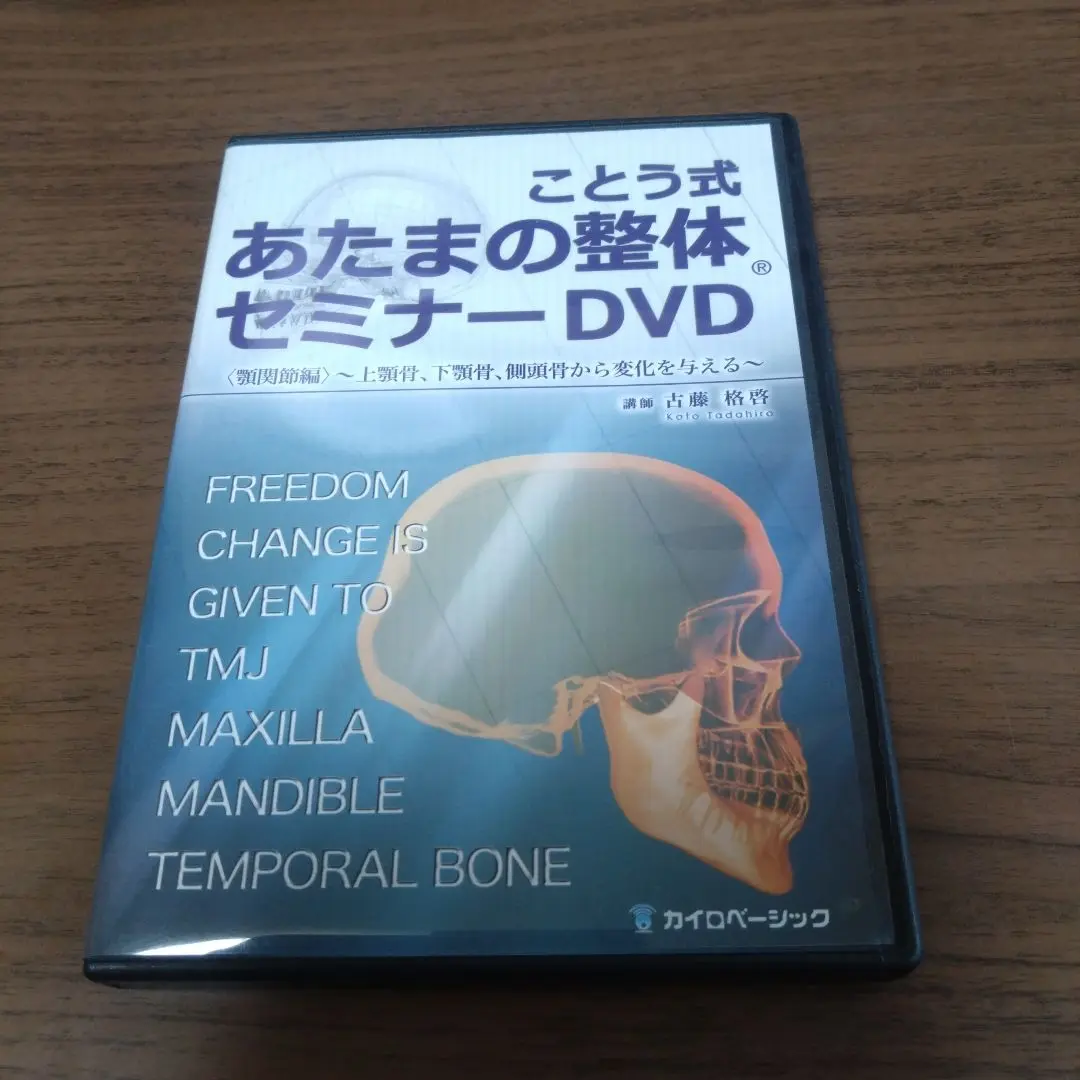 ことう式
あたまの整体®
セミナーDVD
〈顎関節編〉～上顎骨、下顎骨、側頭骨から変化を与える～
講師 古藤 格啓
Koto Tadahiro
FREEDOM
CHANGE IS
GIVEN TO
TMJ
MAXILLA
MANDIBLE
TEMPORAL BONE
カイロベーシック